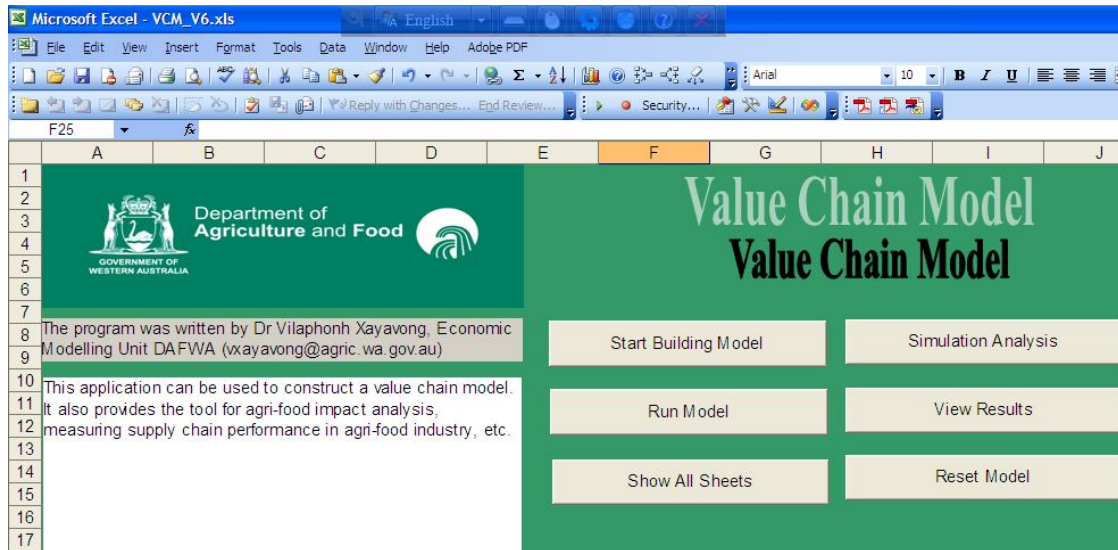 Microsoft Excel - VCM_V6.xls
English
File Edit View Insert Format Tools Data Window Help Adobe PDF
Arial 10 B I U
Reply with Changes... End Review... Security...
F25 fx
A B C D E F G H I J
1
2
3
4
5
6
7
8
9
10
11
12
13
14
15
16
17
Department of
Agriculture and Food
GOVERNMENT OF
WESTERN AUSTRALIA
The program was written by Dr Vilaphonh Xayavong, Economic
Modelling Unit DAFWA (vxayavong@agric.wa.gov.au)
This application can be used to construct a value chain model.
It also provides the tool for agri-food impact analysis,
measuring supply chain performance in agri-food industry, etc.
Value Chain Model
Value Chain Model
Start Building Model Simulation Analysis
Run Model View Results
Show All Sheets Reset Model